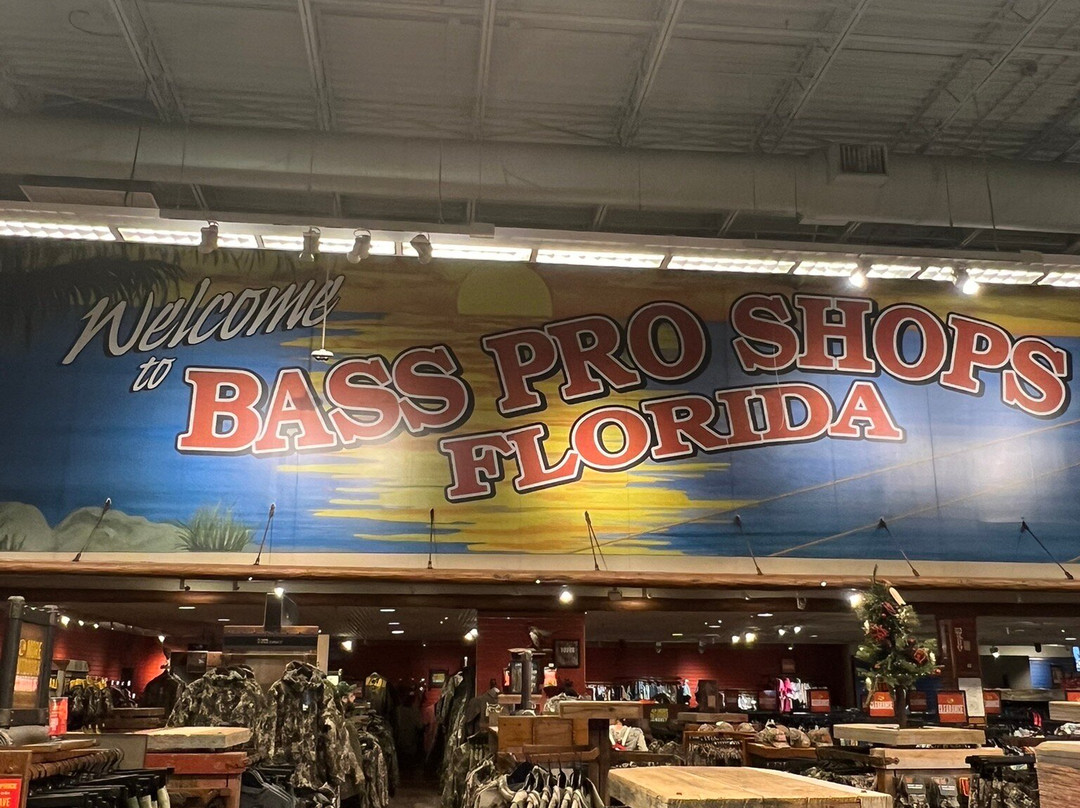 Welcome
to
BASS PRO SHOPS
FLORIDA
CLEARANCE
CLEARANCE